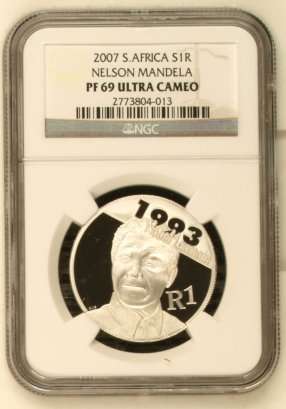 2007 S.AFRICA S1R
NELSON MANDELA
PF 69 ULTRA CAMEO
2773804-013
NGC
1993
R1